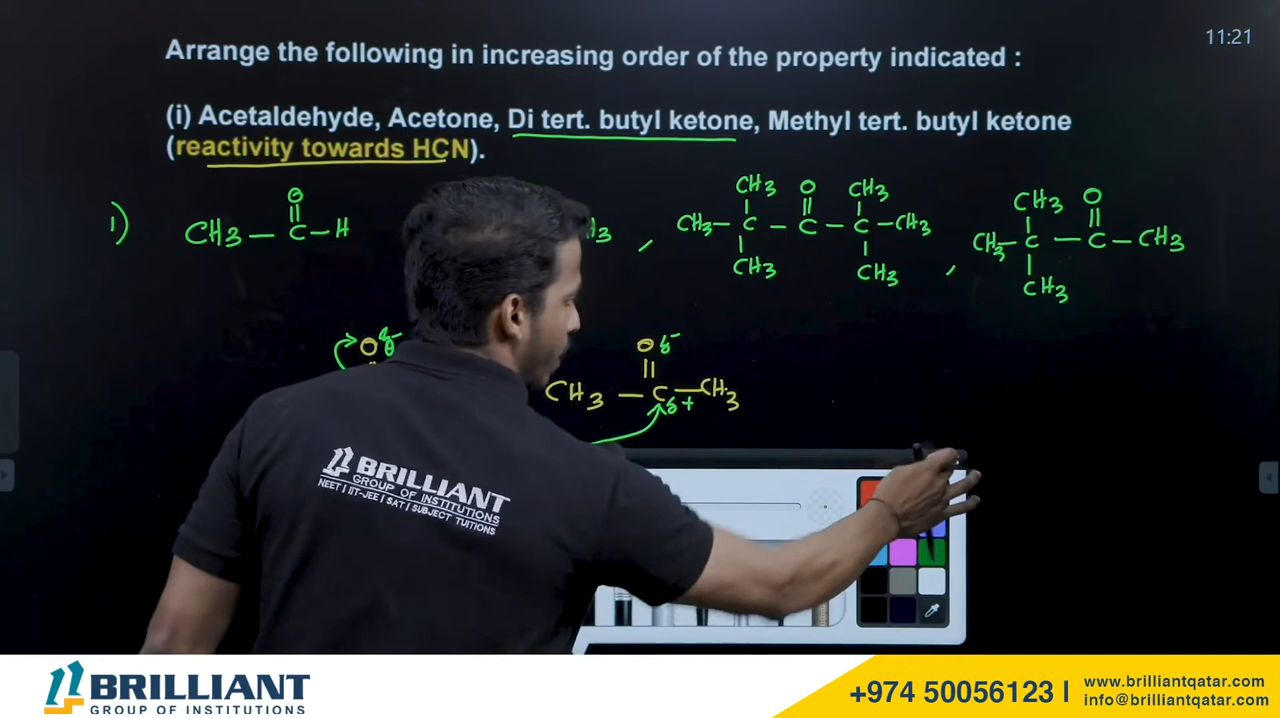 11:21
Arrange the following in increasing order of the property indicated :
(i) Acetaldehyde, Acetone, Di tert. butyl ketone, Methyl tert. butyl ketone
(reactivity towards HCN).
CH3 O CH3 CH3 O
1) CH3 — C — H O H3 , CH3 — C — C — C — CH3 , CH3 — C — C — CH3
CH3 CH3 CH3
O δ- O δ-
CH3 — C — CH3
δ+
BRILLIANT
GROUP OF INSTITUTIONS
NEET | IIT-JEE | SAT | SUBJECT TUITIONS
BRILLIANT
GROUP OF INSTITUTIONS
+974 50056123 |
www.brilliantqatar.com
info@brilliantqatar.com